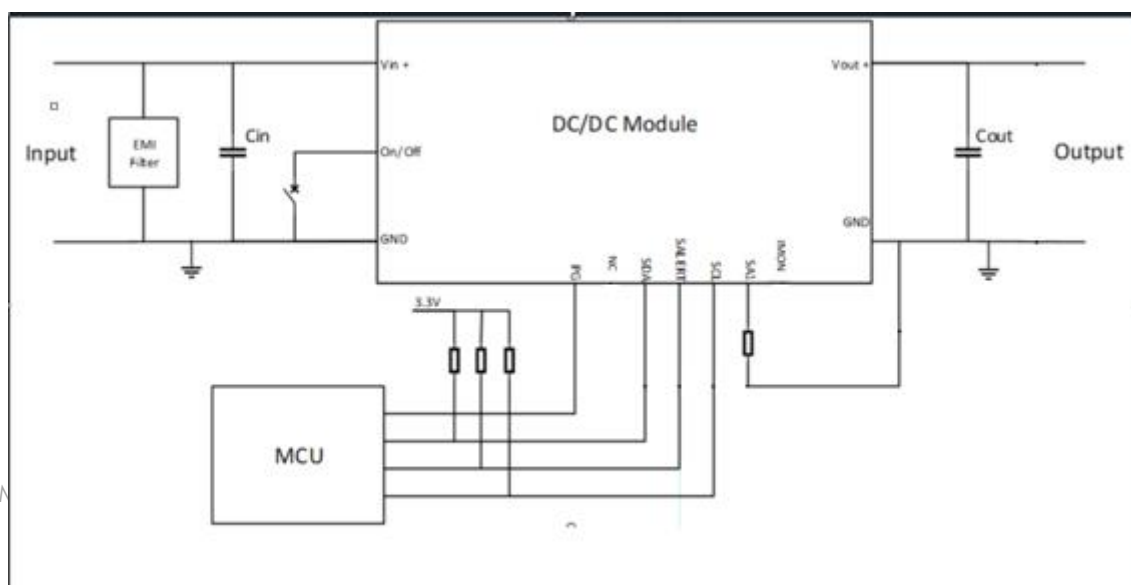 Vin +
Vout +
DC/DC Module
Input
EMI
Filter
Cin
On/Off
Cout
Output
GND
GND
PG
NC
SDA
SALERT
SCL
SA1
IMON
3.3V
MCU